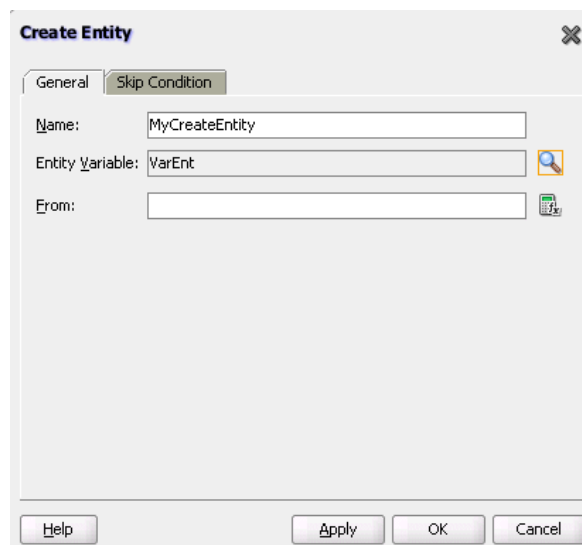 Create Entity
General Skip Condition
Name: MyCreateEntity
Entity Variable: VarEnt
From:
Help Apply OK Cancel